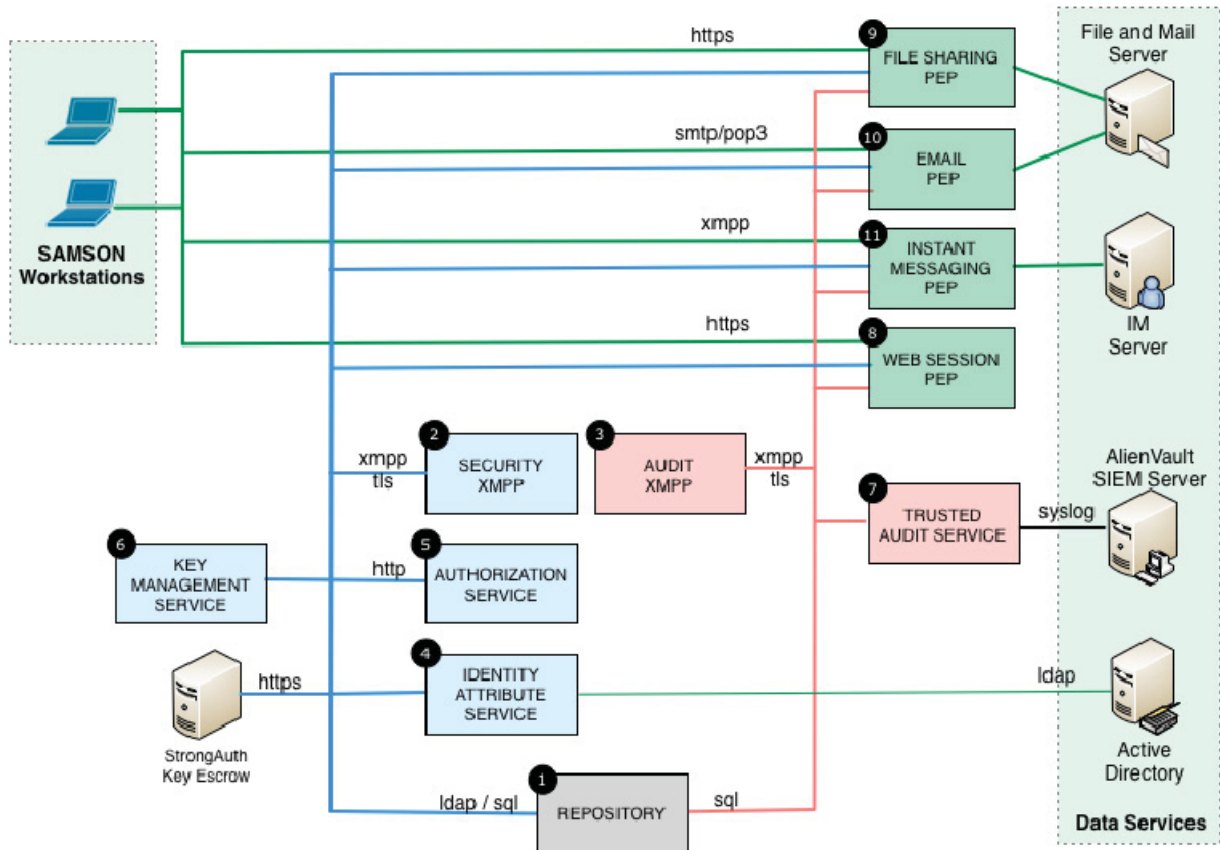 https
9
FILE SHARING
PEP
File and Mail
Server
smtp/pop3
10
EMAIL
PEP
SAMSON
Workstations
xmpp
11
INSTANT
MESSAGING
PEP
IM
Server
https
8
WEB SESSION
PEP
2
SECURITY
XMPP
xmpp
tls
3
AUDIT
XMPP
xmpp
tls
7
TRUSTED
AUDIT SERVICE
syslog
AlienVault
SIEM Server
6
KEY
MANAGEMENT
SERVICE
http
5
AUTHORIZATION
SERVICE
4
IDENTITY
ATTRIBUTE
SERVICE
https
ldap
StrongAuth
Key Escrow
Active
Directory
1
REPOSITORY
ldap / sql
sql
Data Services